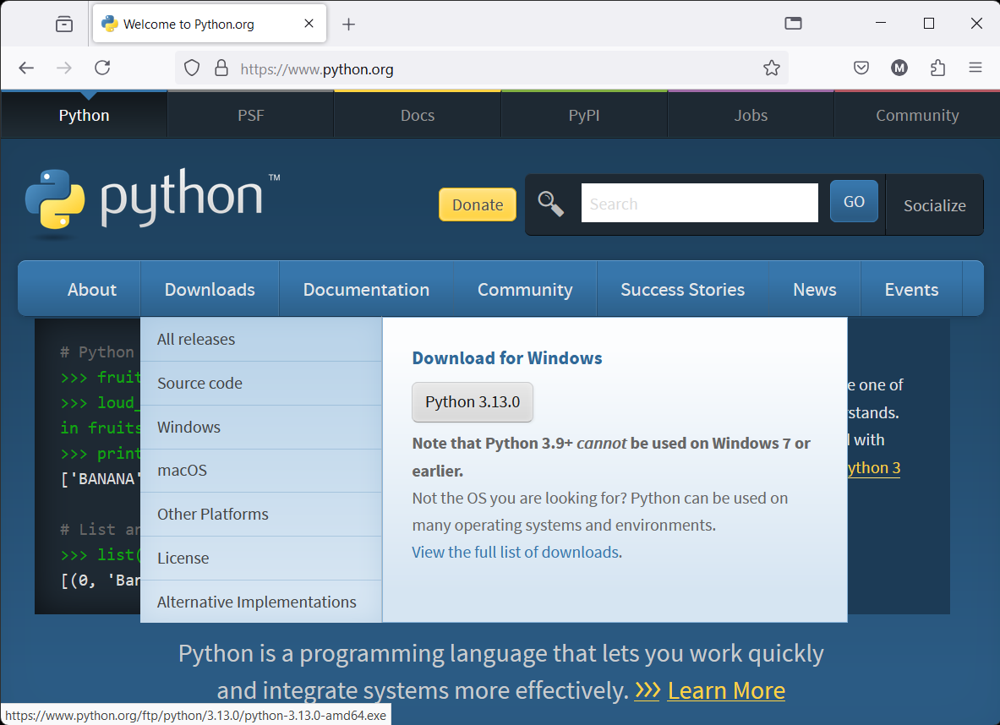 Welcome to Python.org
https://www.python.org
M
Python
PSF
Docs
PyPI
Jobs
Community
python™
Donate
Search
GO
Socialize
About
Downloads
Documentation
Community
Success Stories
News
Events
# Python
>>> fruit
>>> loud_
in fruits
>>> print
['BANANA'
# List an
>>> list(
[(0, 'Bar
All releases
Source code
Windows
macOS
Other Platforms
License
Alternative Implementations
Download for Windows
Python 3.13.0
Note that Python 3.9+ cannot be used on Windows 7 or
earlier.
Not the OS you are looking for? Python can be used on
many operating systems and environments.
View the full list of downloads.
e one of
stands.
with
ython 3
Python is a programming language that lets you work quickly
and integrate systems more effectively. >>> Learn More
https://www.python.org/ftp/python/3.13.0/python-3.13.0-amd64.exe